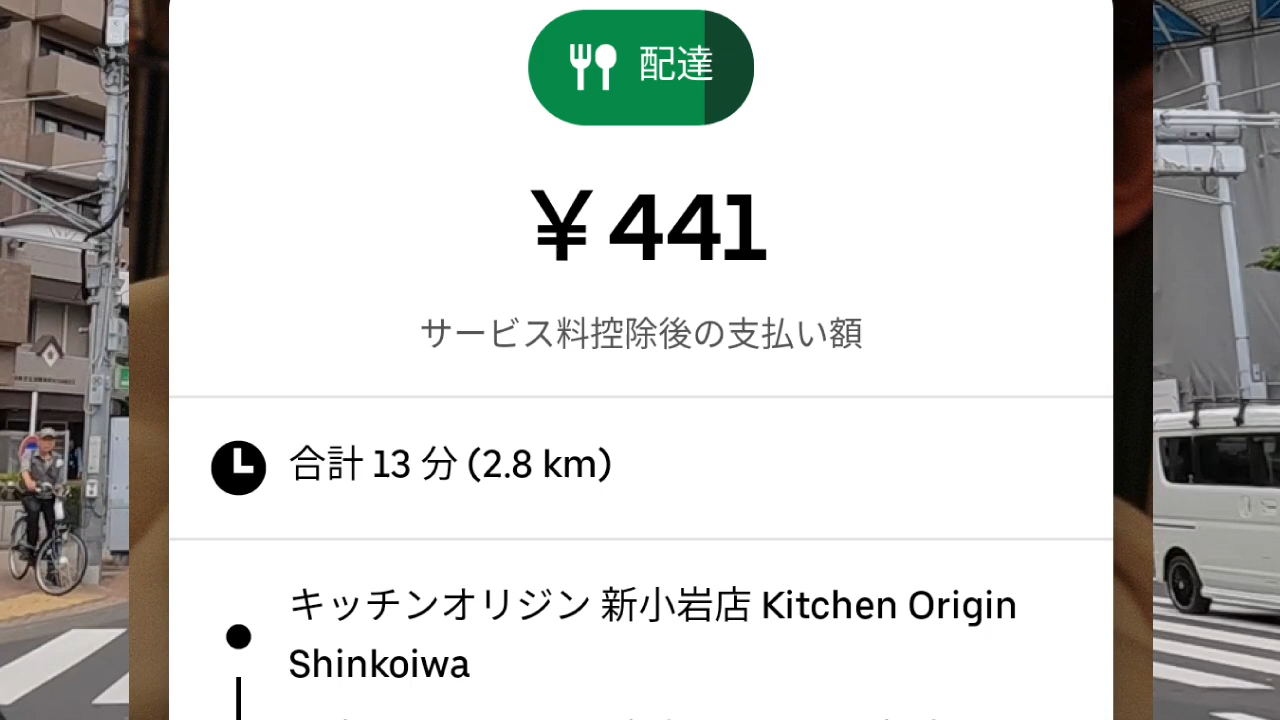 配達
¥ 441
サービス料控除後の支払い額
合計 13 分 (2.8 km)
キッチンオリジン 新小岩店 Kitchen Origin
Shinkoiwa